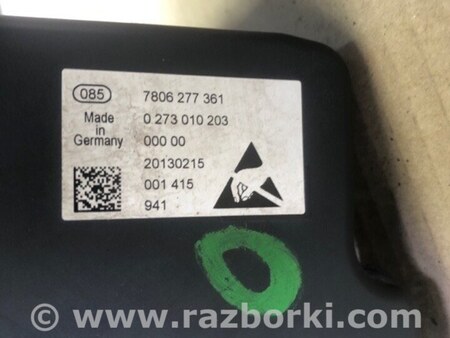 085 7806 277 361
Made 0 273 010 203
in
Germany 000 00
20130215
001 415
941
© www.razborki.com